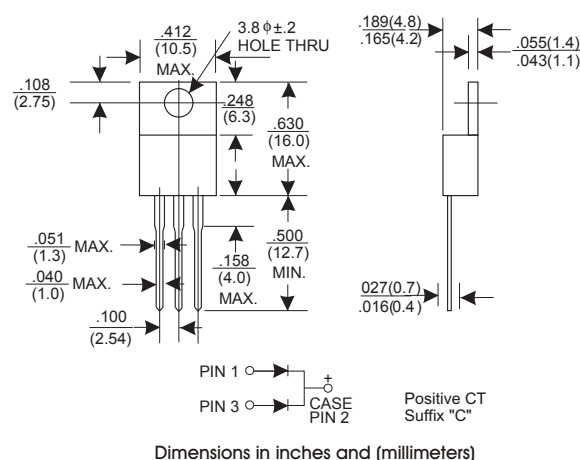 .412
(10.5)
MAX.
3.8 ϕ±.2
HOLE THRU
.189(4.8)
.165(4.2)
.055(1.4)
.043(1.1)
.108
(2.75)
.248
(6.3)
.630
(16.0)
MAX.
.051
(1.3)
MAX.
.040
(1.0)
MAX.
.158
(4.0)
MAX.
.500
(12.7)
MIN.
.100
(2.54)
027(0.7)
.016(0.4)
PIN 1
PIN 3
+
CASE
PIN 2
Positive CT
Suffix "C"
Dimensions in inches and (millimeters)